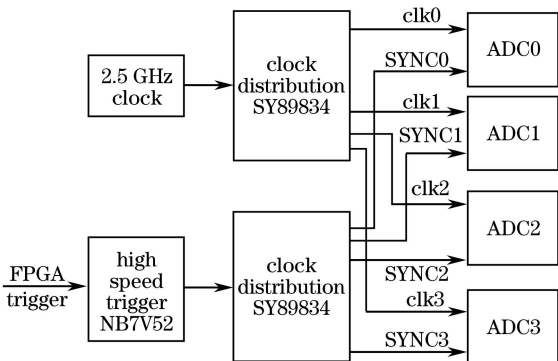 clk0
ADC0
2.5 GHz
clock
clock
distribution
SY89834
SYNC0
clk1
ADC1
SYNC1
clk2
ADC2
FPGA
trigger
high
speed
trigger
NB7V52
clock
distribution
SY89834
SYNC2
clk3
ADC3
SYNC3